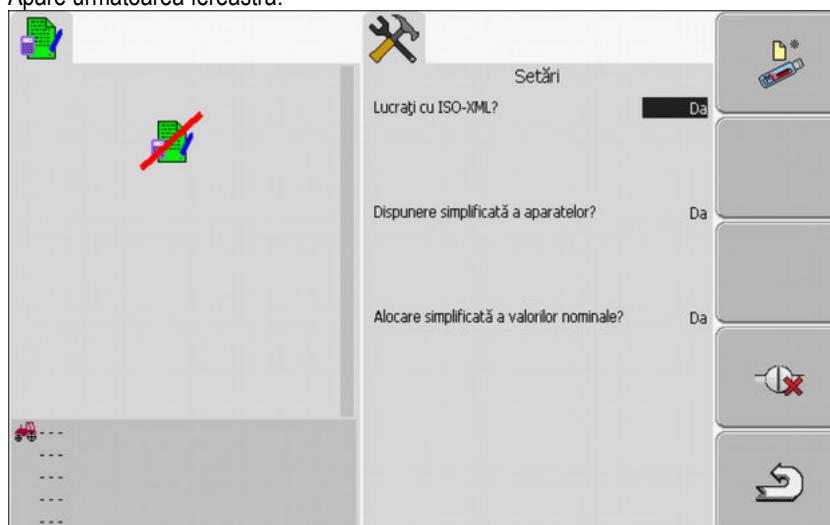 Apare următoarea fereastră:
Setări
Lucraţi cu ISO-XML? Da
Dispunere simplificată a aparatelor? Da
Alocare simplificată a valorilor nominale? Da
---
---
---
---
---